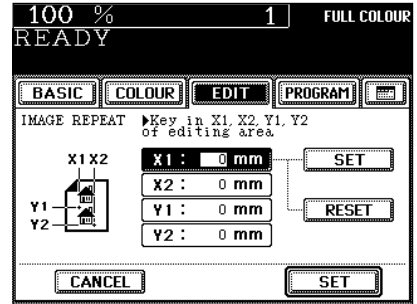 100 % 1 FULL COLOUR
READY
BASIC COLOUR EDIT PROGRAM
IMAGE REPEAT ▶Key in X1, X2, Y1, Y2
of editing area
X1 X2
X1 : 0 mm SET
X2 : 0 mm
Y1 Y1 : 0 mm RESET
Y2 Y2 : 0 mm
CANCEL SET